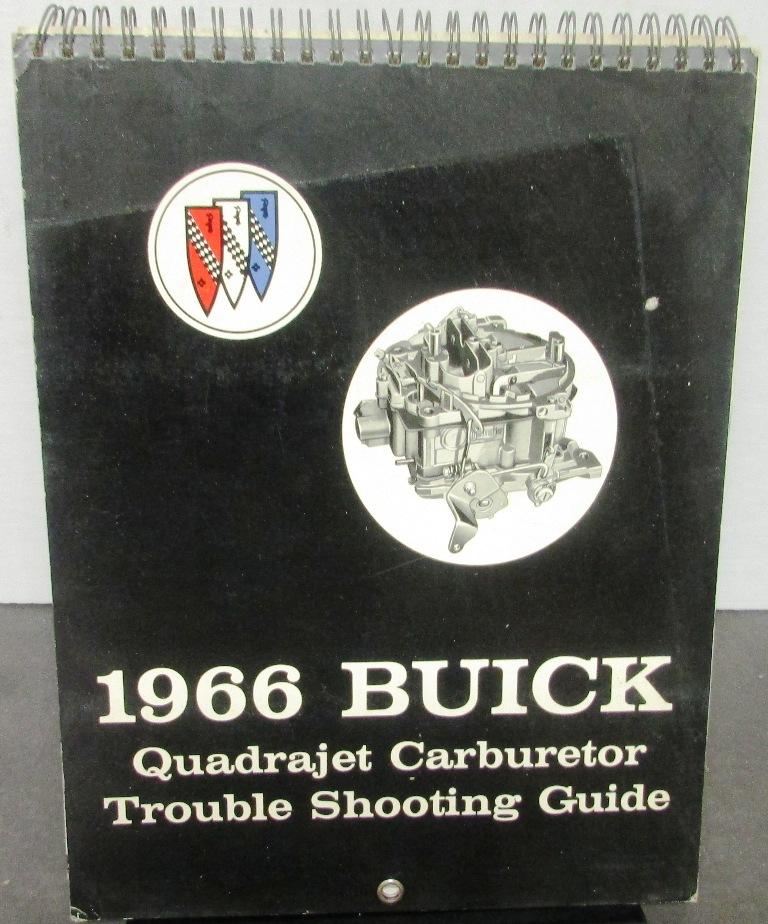 1966 BUICK
Quadrajet Carburetor
Trouble Shooting Guide